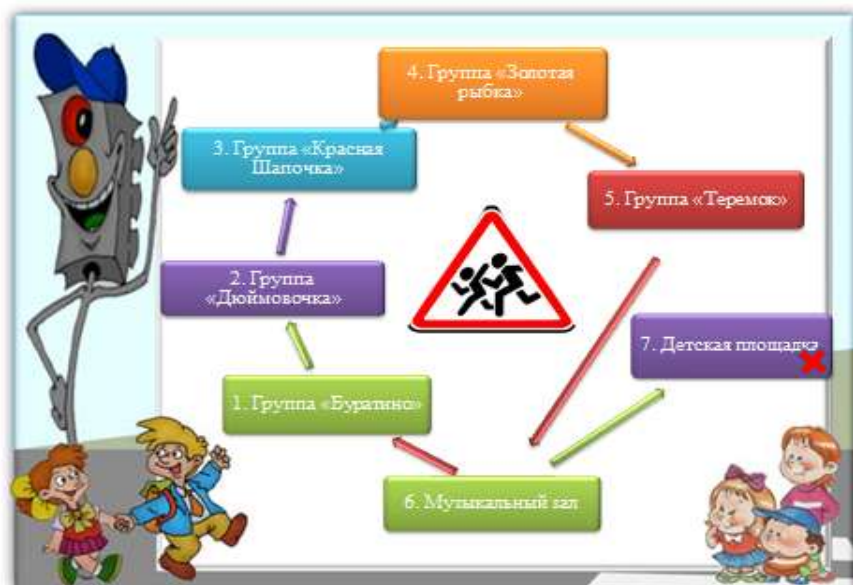 4. Группа «Золотая
рыбка»
3. Группа «Красная
Шапочка»
5. Группа «Теремок»
2. Группа
«Дюймовочка»
7. Детская площадка
1. Группа «Буратино»
6. Музыкальный зал